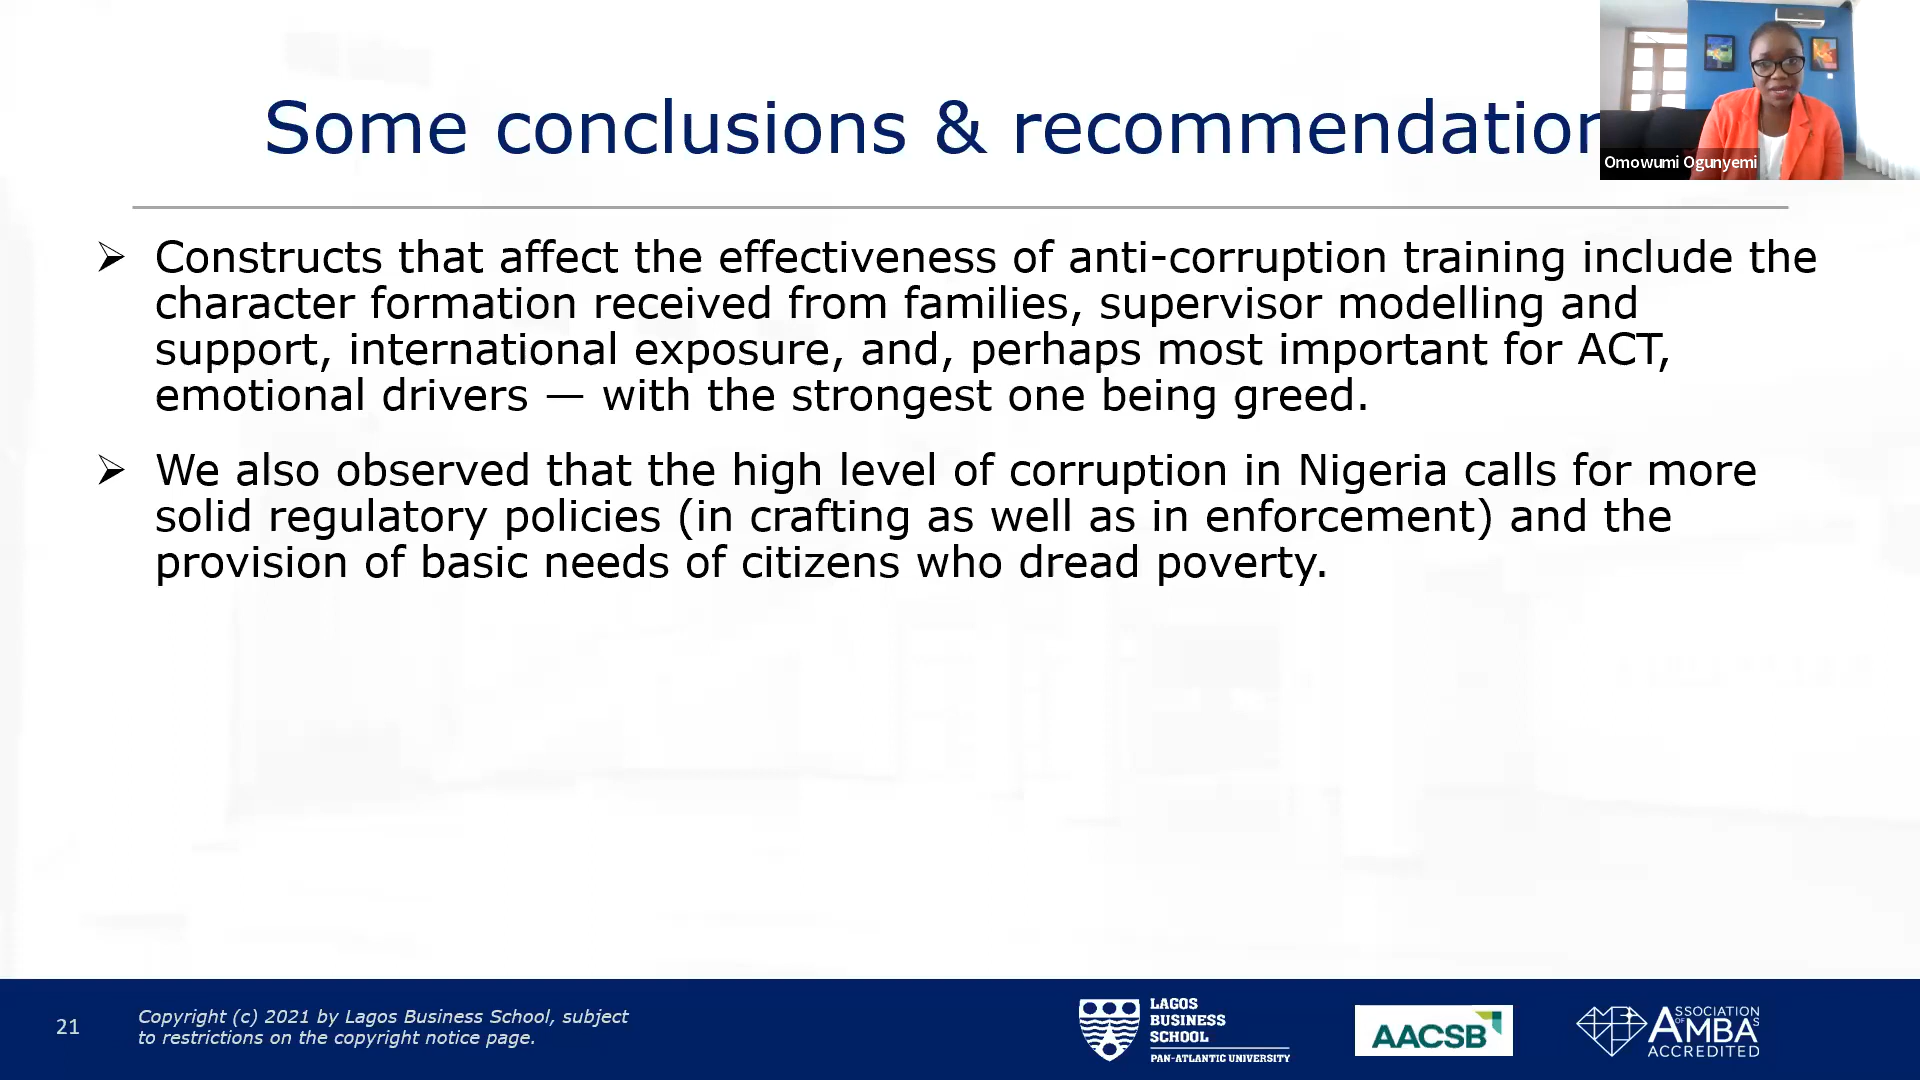 Some conclusions & recommendation
Omowumi Ogunyemi
➢ Constructs that affect the effectiveness of anti-corruption training include the
character formation received from families, supervisor modelling and
support, international exposure, and, perhaps most important for ACT,
emotional drivers — with the strongest one being greed.
➢ We also observed that the high level of corruption in Nigeria calls for more
solid regulatory policies (in crafting as well as in enforcement) and the
provision of basic needs of citizens who dread poverty.
21
Copyright (c) 2021 by Lagos Business School, subject
to restrictions on the copyright notice page.
LAGOS
BUSINESS
SCHOOL
PAN-ATLANTIC UNIVERSITY
AACSB
ASSOCIATION
OF
AMBAs
ACCREDITED